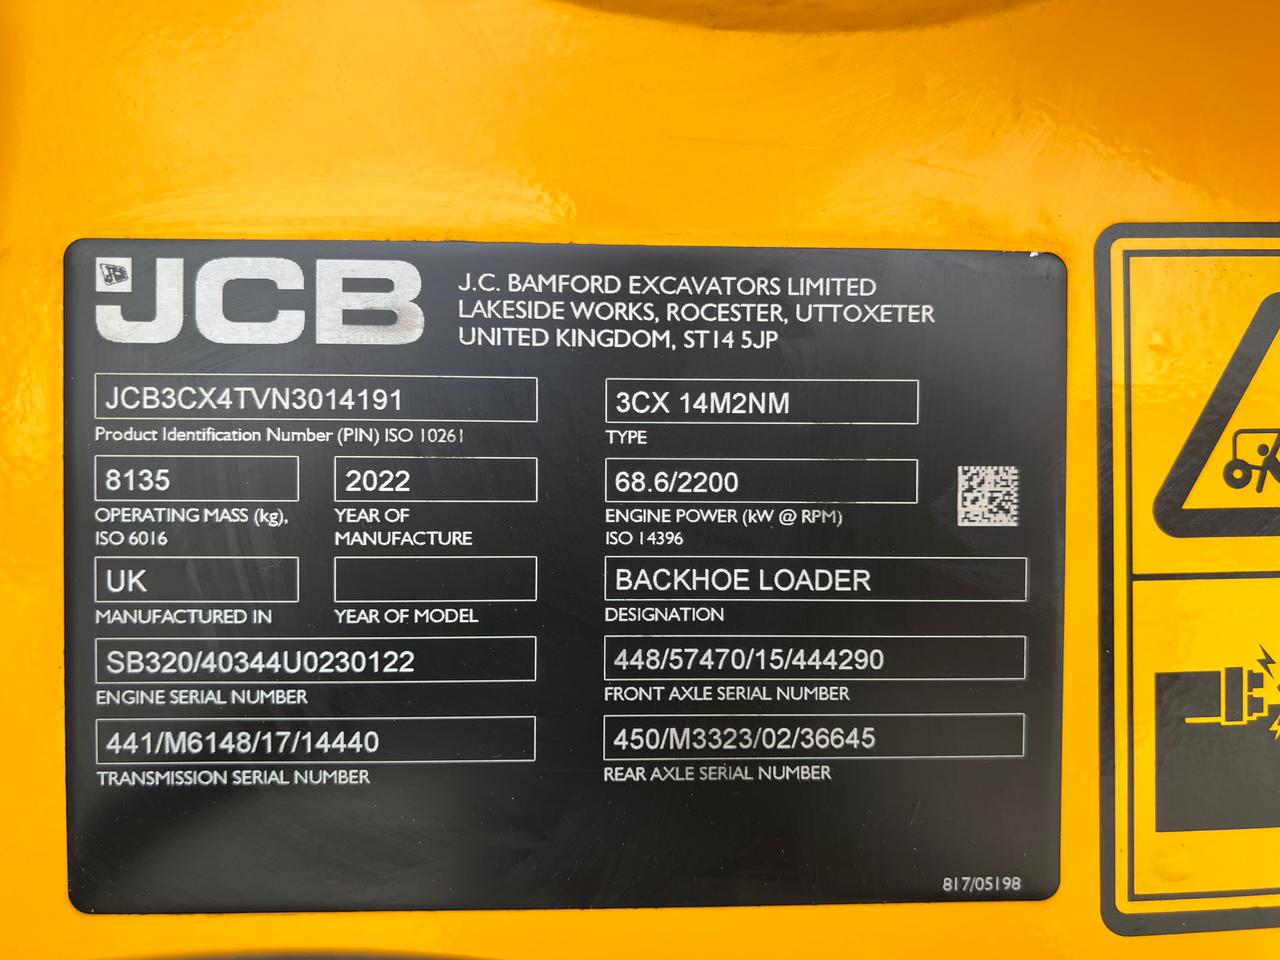 JCB
J.C. BAMFORD EXCAVATORS LIMITED
LAKESIDE WORKS, ROCESTER, UTTOXETER
UNITED KINGDOM, ST14 5JP
JCB3CX4TVN3014191
Product Identification Number (PIN) ISO 10261
3CX 14M2NM
TYPE
8135
OPERATING MASS (kg),
ISO 6016
2022
YEAR OF
MANUFACTURE
68.6/2200
ENGINE POWER (kW @ RPM)
ISO 14396
UK
MANUFACTURED IN
YEAR OF MODEL
BACKHOE LOADER
DESIGNATION
SB320/40344U0230122
ENGINE SERIAL NUMBER
448/57470/15/444290
FRONT AXLE SERIAL NUMBER
441/M6148/17/14440
TRANSMISSION SERIAL NUMBER
450/M3323/02/36645
REAR AXLE SERIAL NUMBER
817/05198